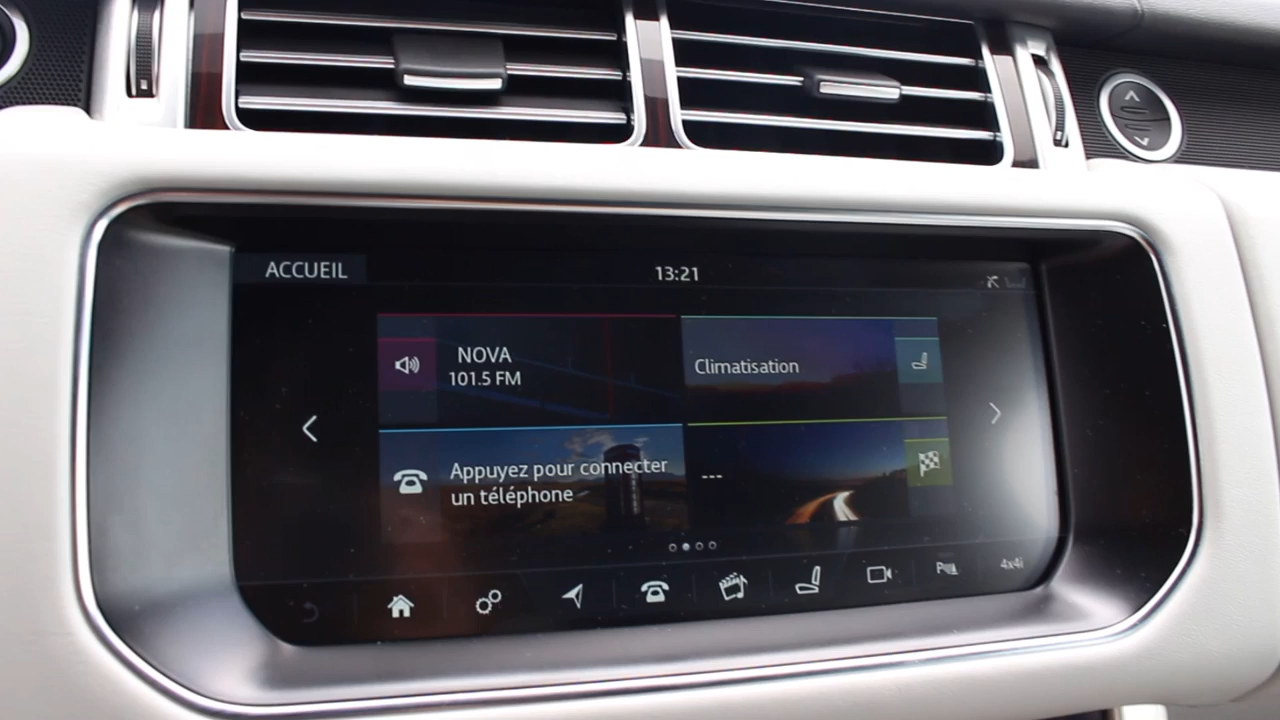 ACCUEIL
13:21
NOVA
101.5 FM
Climatisation
Appuyez pour connecter
un téléphone
---
4x4i